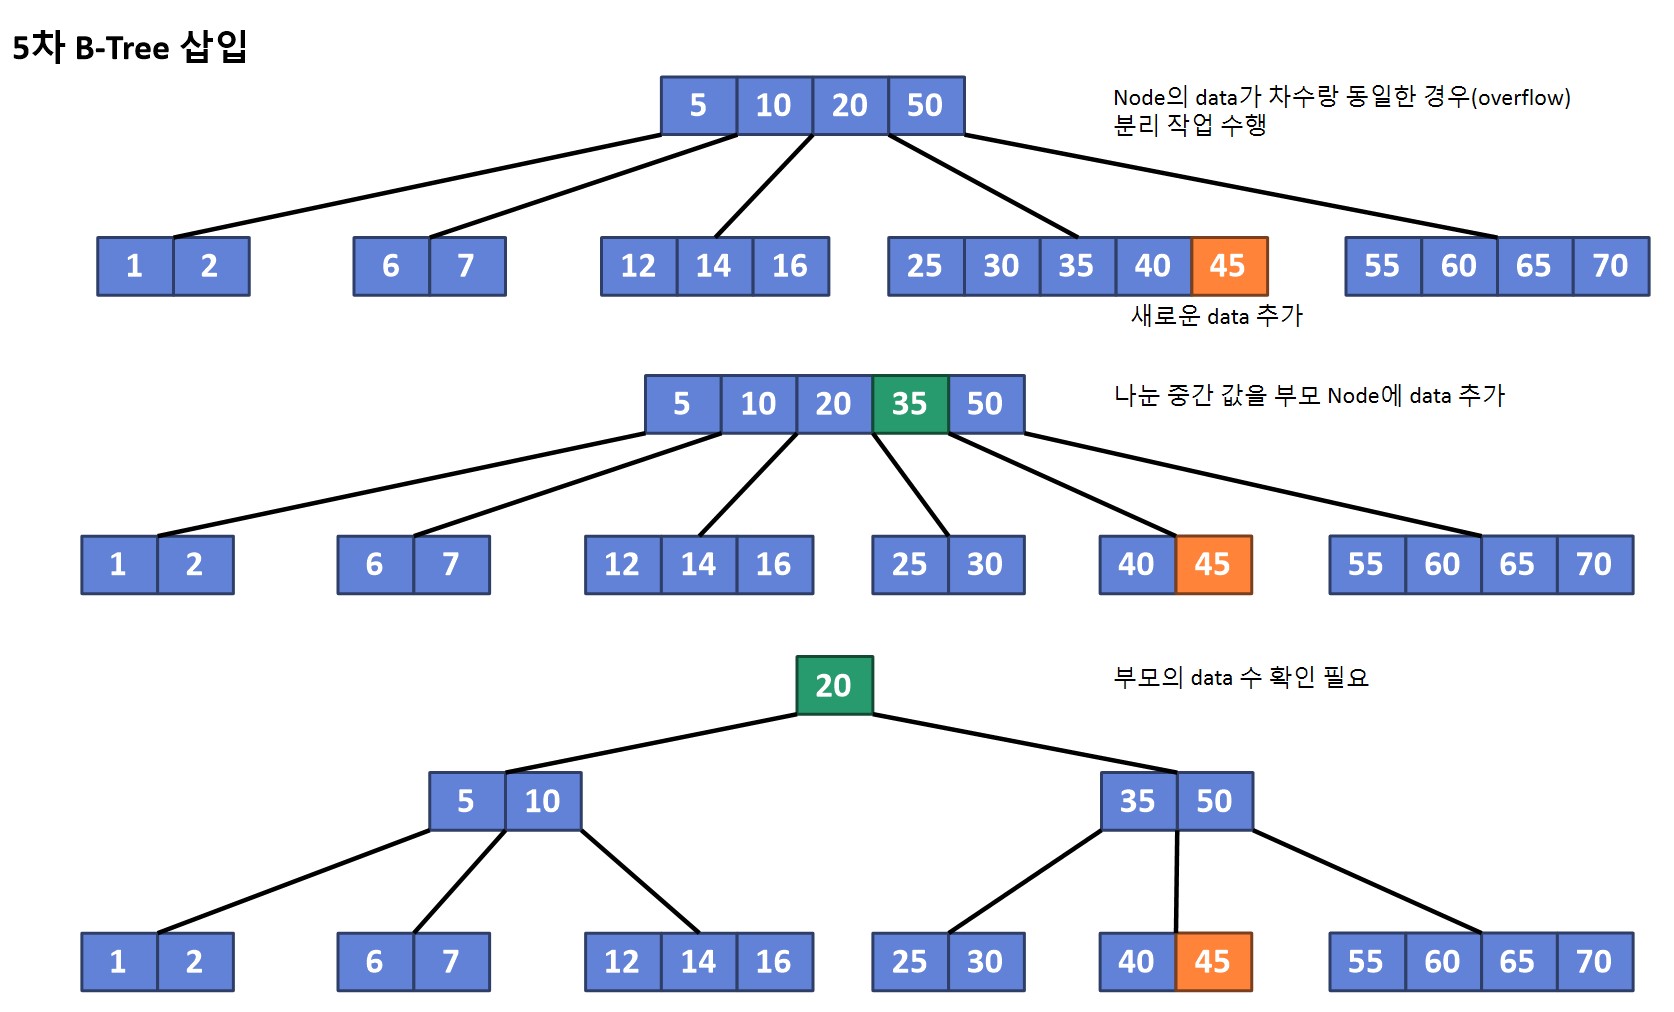 5차 B-Tree 삽입
5 10 20 50
Node의 data가 차수랑 동일한 경우(overflow)
분리 작업 수행
1 2 6 7 12 14 16 25 30 35 40 45 55 60 65 70
새로운 data 추가
5 10 20 35 50
나눈 중간 값을 부모 Node에 data 추가
1 2 6 7 12 14 16 25 30 40 45 55 60 65 70
20
부모의 data 수 확인 필요
5 10 35 50
1 2 6 7 12 14 16 25 30 40 45 55 60 65 70